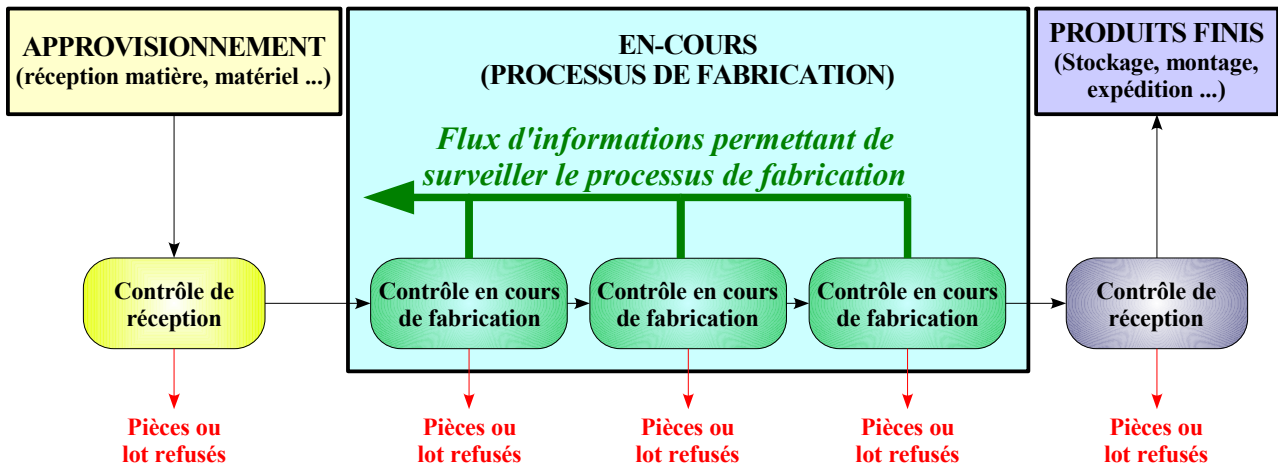 APPROVISIONNEMENT
(réception matière, matériel ...)
EN-COURS
(PROCESSUS DE FABRICATION)
PRODUITS FINIS
(Stockage, montage,
expédition ...)
Flux d'informations permettant de
surveiller le processus de fabrication
Contrôle de
réception
Contrôle en cours
de fabrication
Contrôle en cours
de fabrication
Contrôle en cours
de fabrication
Contrôle de
réception
Pièces ou
lot refusés
Pièces ou
lot refusés
Pièces ou
lot refusés
Pièces ou
lot refusés
Pièces ou
lot refusés